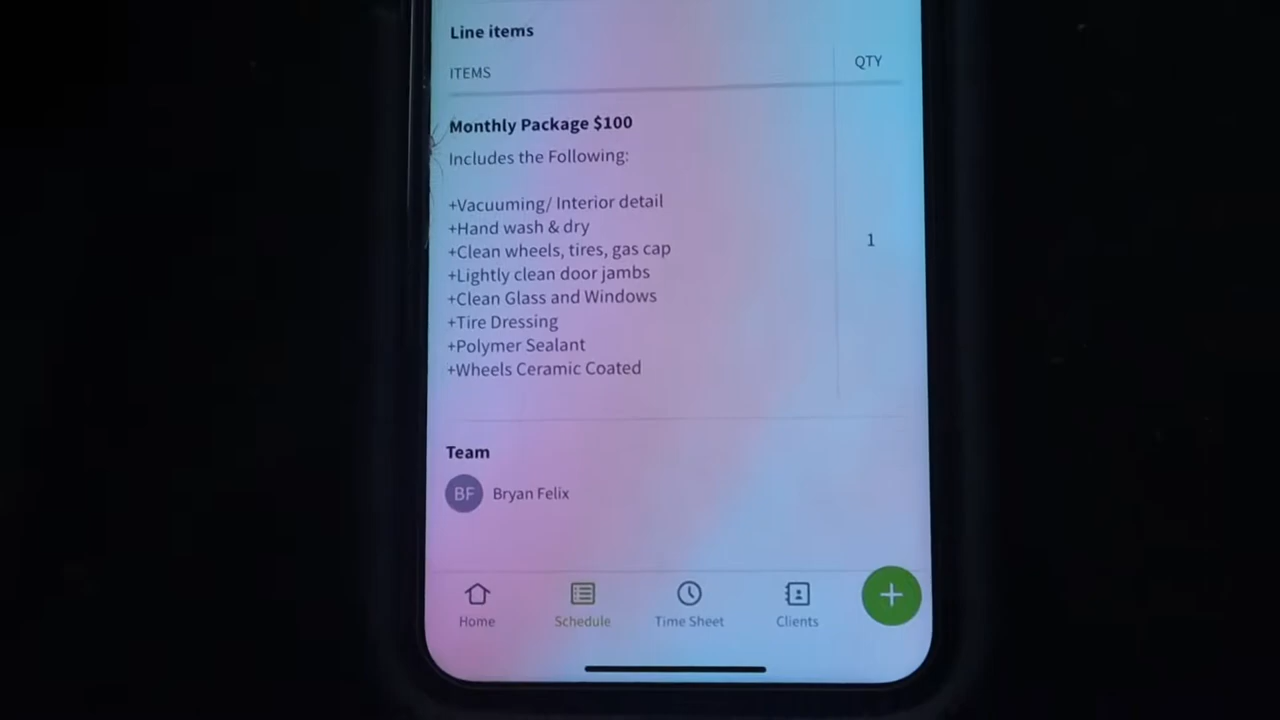 Line items
ITEMS
QTY
Monthly Package $100
Includes the Following:
+Vacuuming/ Interior detail
+Hand wash & dry
+Clean wheels, tires, gas cap
+Lightly clean door jambs
+Clean Glass and Windows
+Tire Dressing
+Polymer Sealant
+Wheels Ceramic Coated
1
Team
BF Bryan Felix
Home Schedule Time Sheet Clients